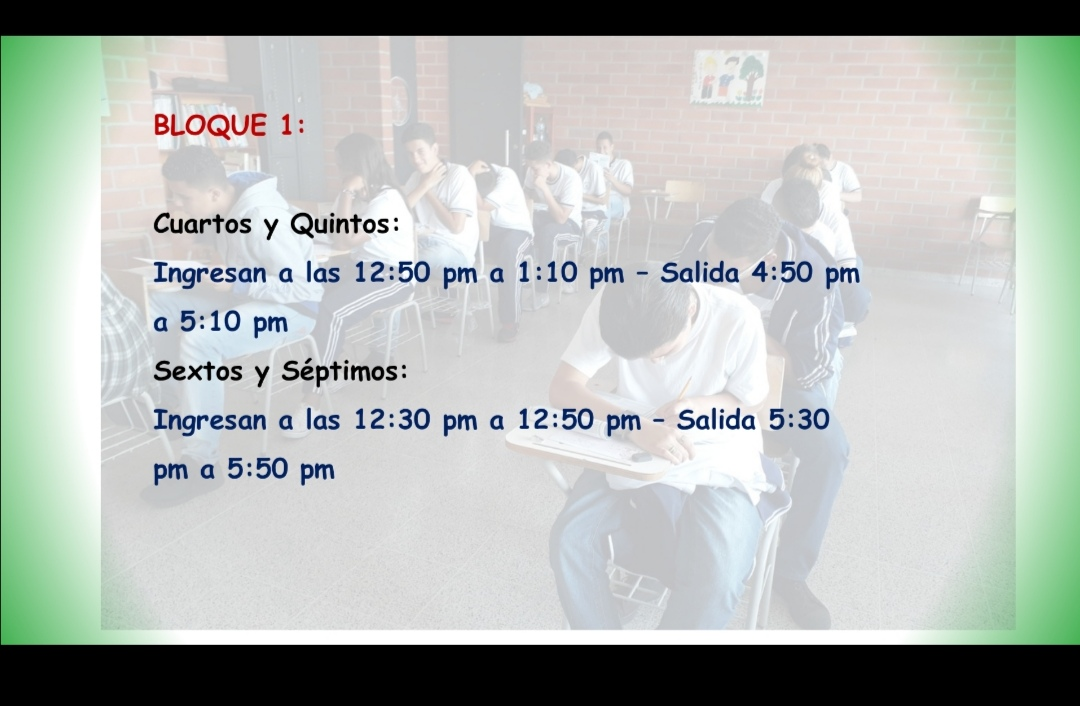 BLOQUE 1:
Cuartos y Quintos:
Ingresan a las 12:50 pm a 1:10 pm – Salida 4:50 pm
a 5:10 pm
Sextos y Séptimos:
Ingresan a las 12:30 pm a 12:50 pm – Salida 5:30
pm a 5:50 pm